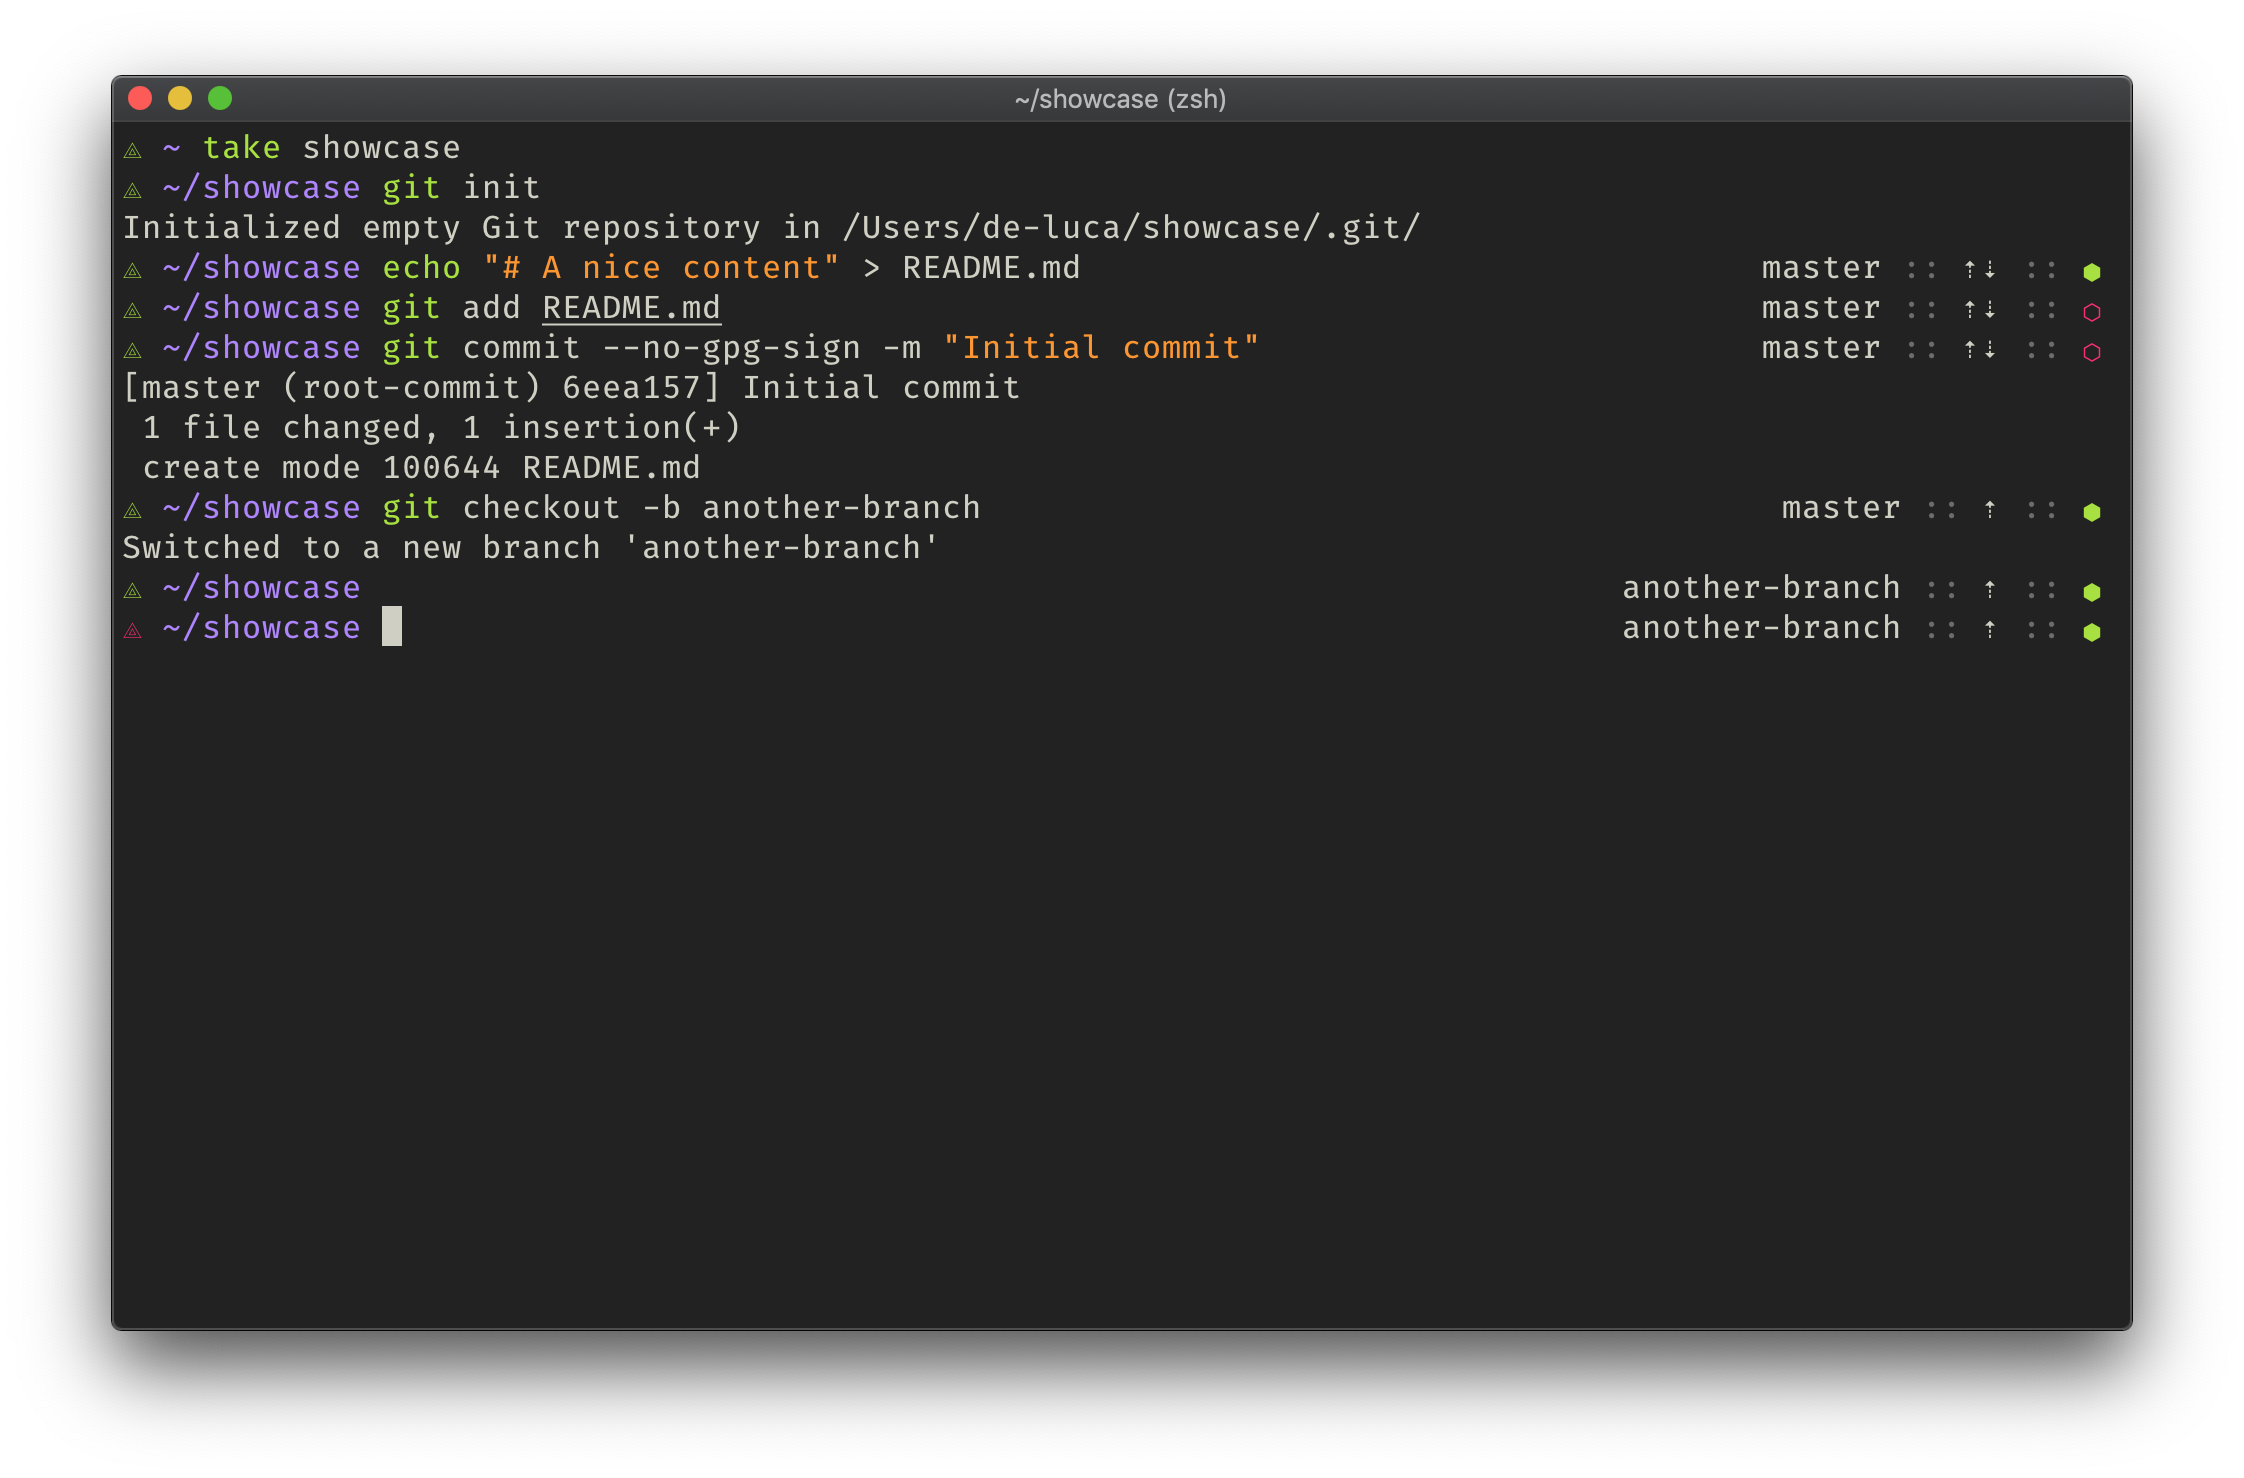 ~/showcase (zsh)
◬ ~ take showcase
◬ ~/showcase git init
Initialized empty Git repository in /Users/de-luca/showcase/.git/
◬ ~/showcase echo "# A nice content" > README.md master :: ⇡⇣ :: ⬢
◬ ~/showcase git add README.md master :: ⇡⇣ :: ⬡
◬ ~/showcase git commit --no-gpg-sign -m "Initial commit" master :: ⇡⇣ :: ⬡
[master (root-commit) 6eea157] Initial commit
 1 file changed, 1 insertion(+)
 create mode 100644 README.md
◬ ~/showcase git checkout -b another-branch master :: ⇡ :: ⬢
Switched to a new branch 'another-branch'
◬ ~/showcase another-branch :: ⇡ :: ⬢
◬ ~/showcase another-branch :: ⇡ :: ⬢